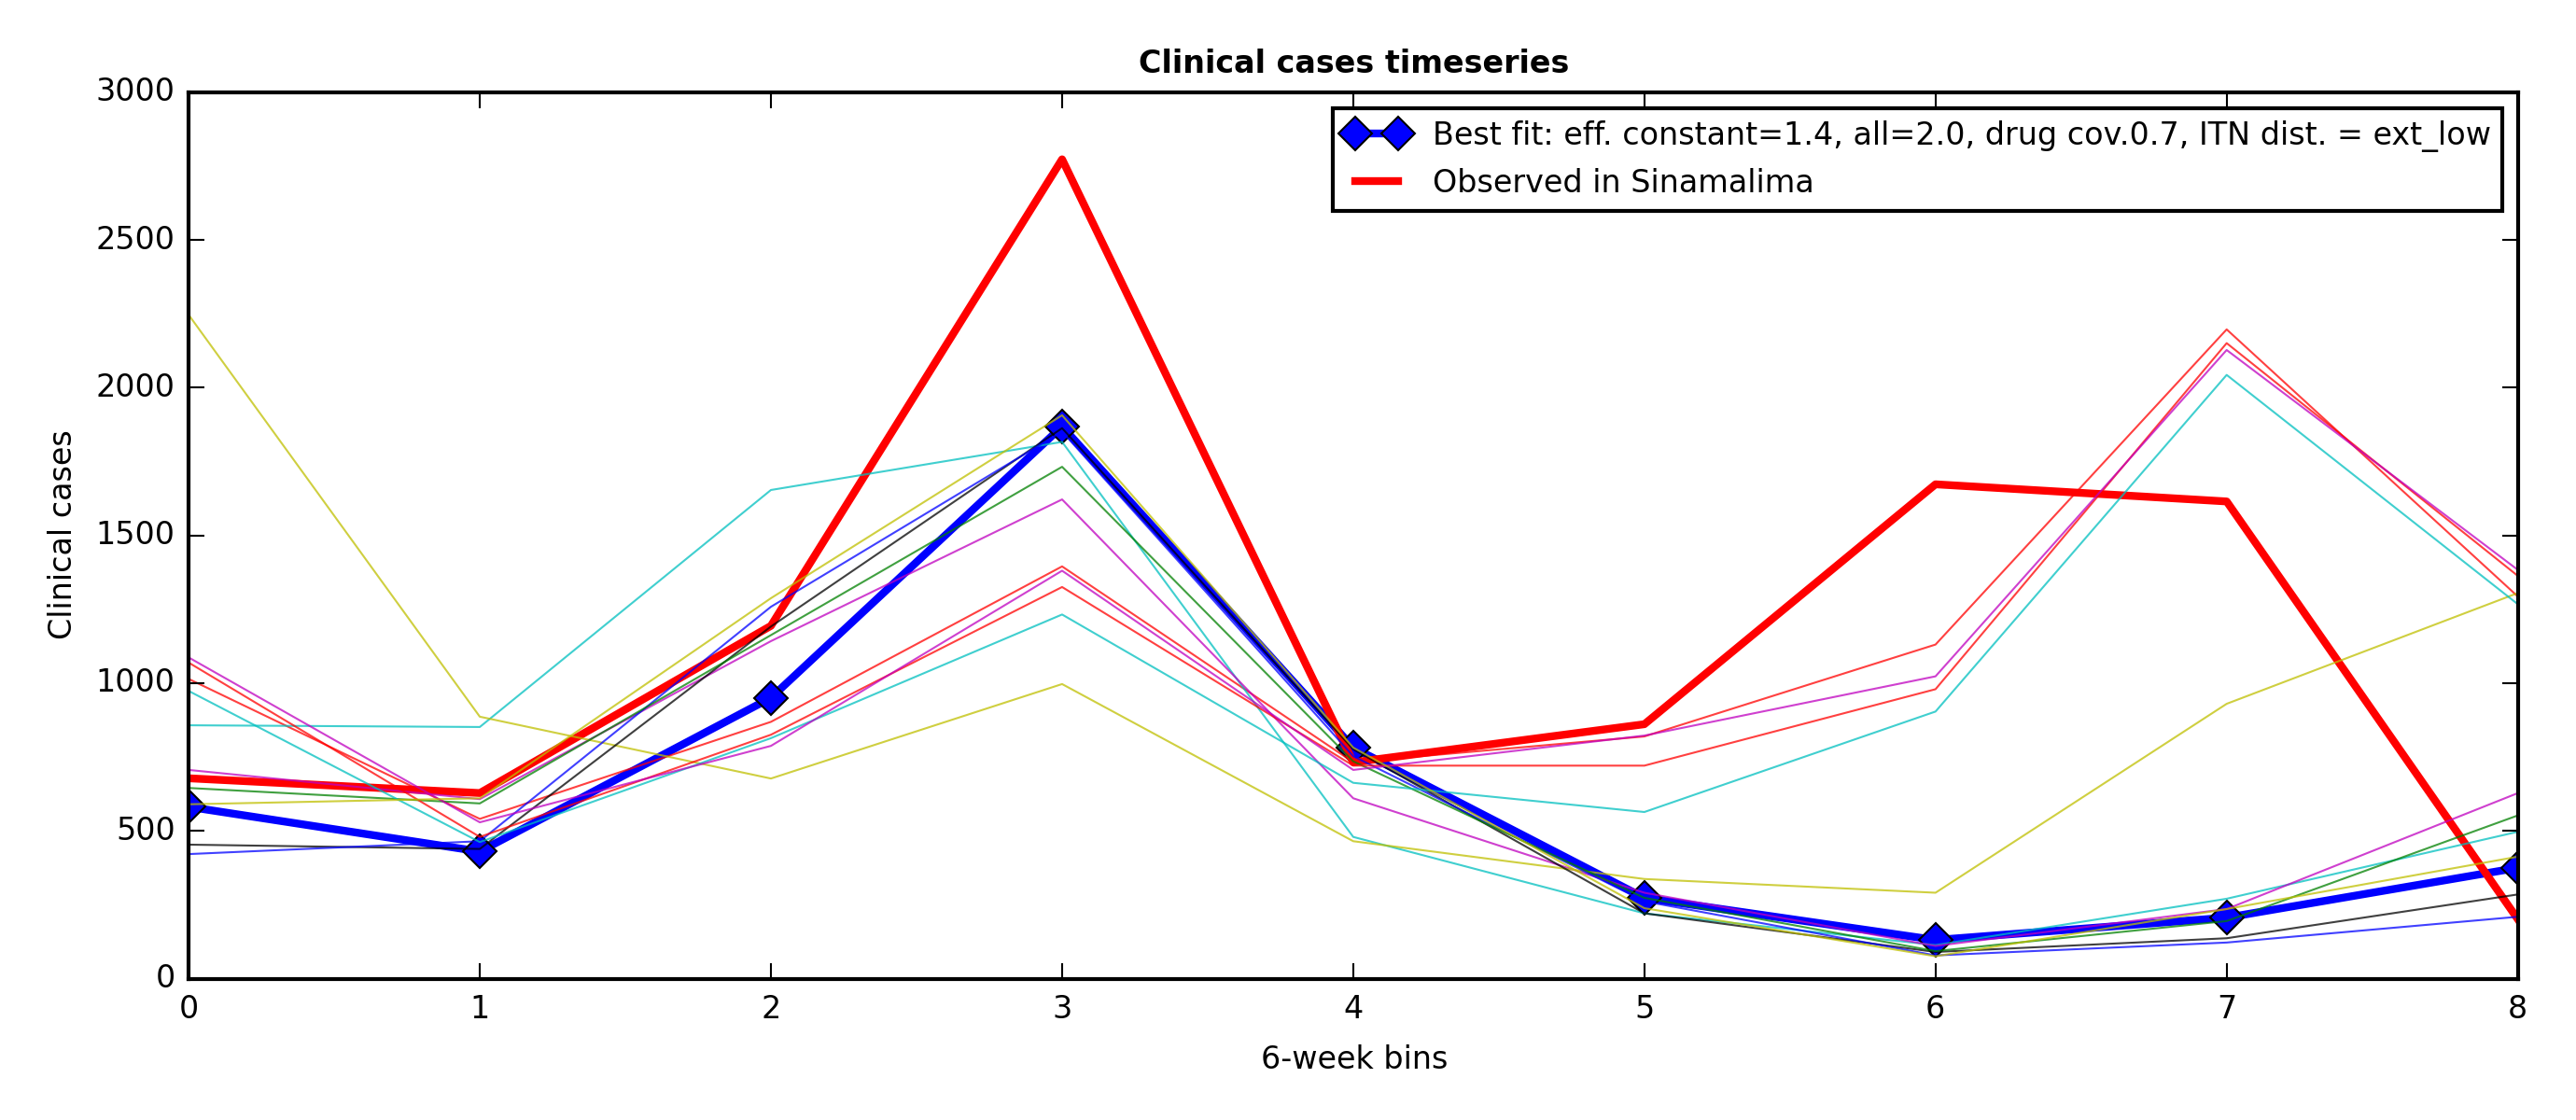 Clinical cases timeseries
3000
2500
2000
1500
1000
500
0
Clinical cases
Best fit: eff. constant=1.4, all=2.0, drug cov.0.7, ITN dist. = ext_low
Observed in Sinamalima
0 1 2 3 4 5 6 7 8
6-week bins